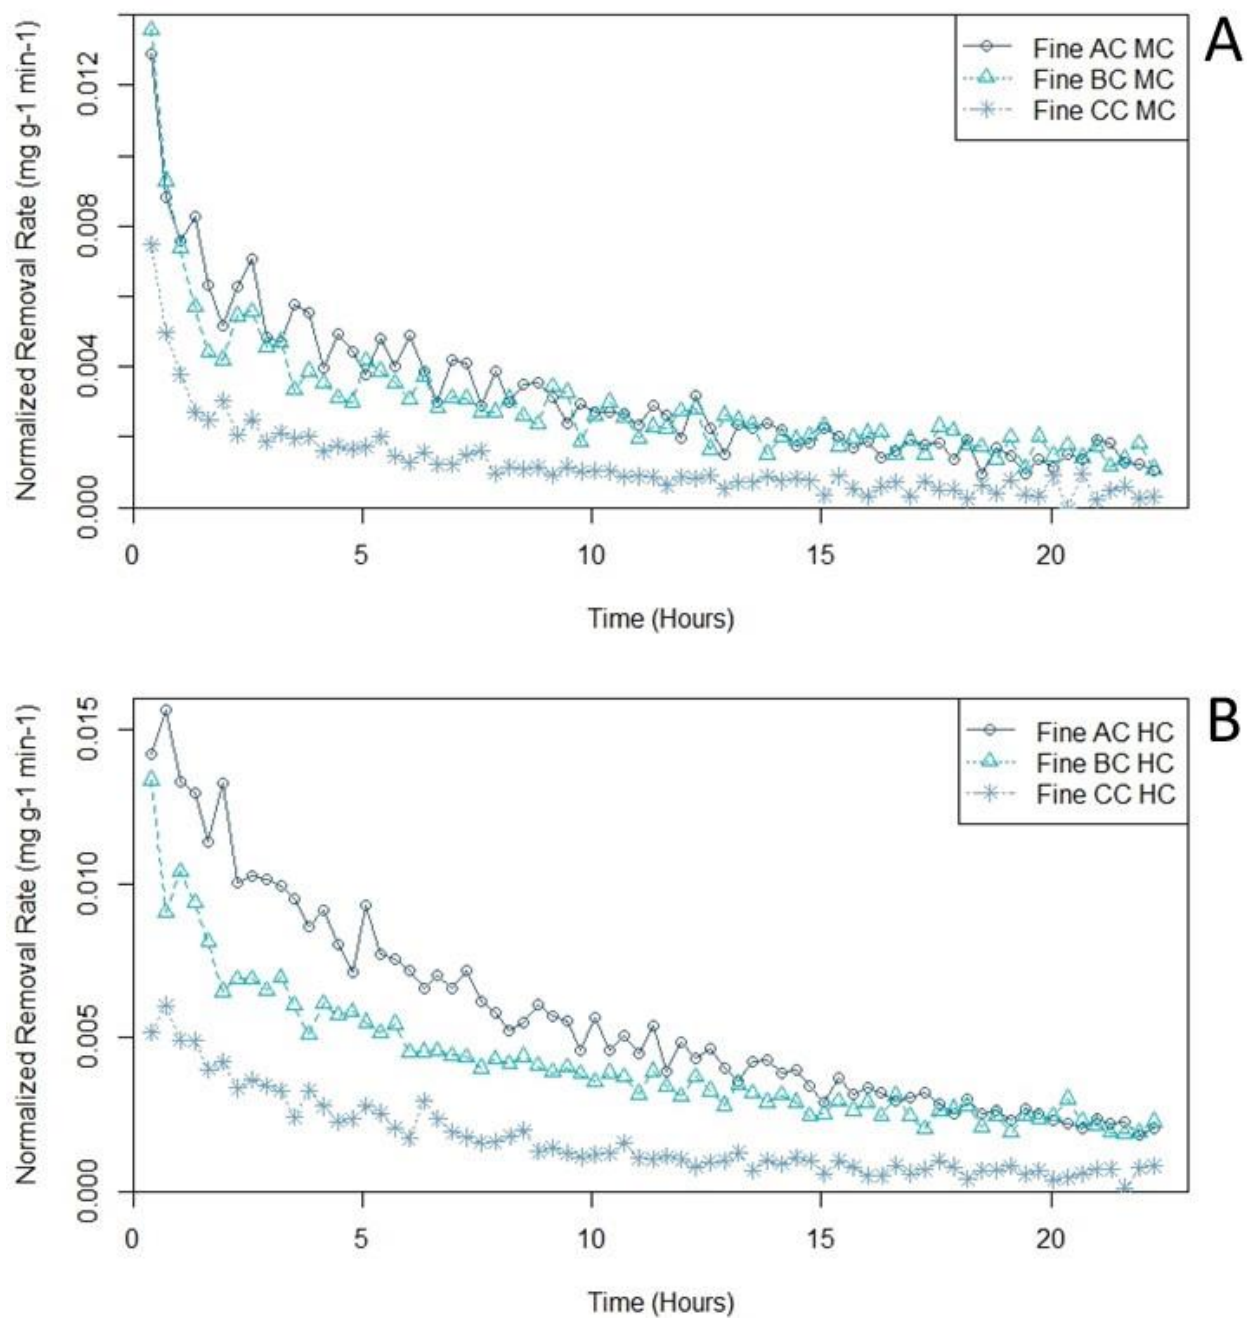 A
Fine AC MC
Fine BC MC
Fine CC MC
Normalized Removal Rate (mg g-1 min-1)
0.012
0.008
0.004
0.000
0 5 10 15 20
Time (Hours)
B
Fine AC HC
Fine BC HC
Fine CC HC
Normalized Removal Rate (mg g-1 min-1)
0.015
0.010
0.005
0.000
0 5 10 15 20
Time (Hours)